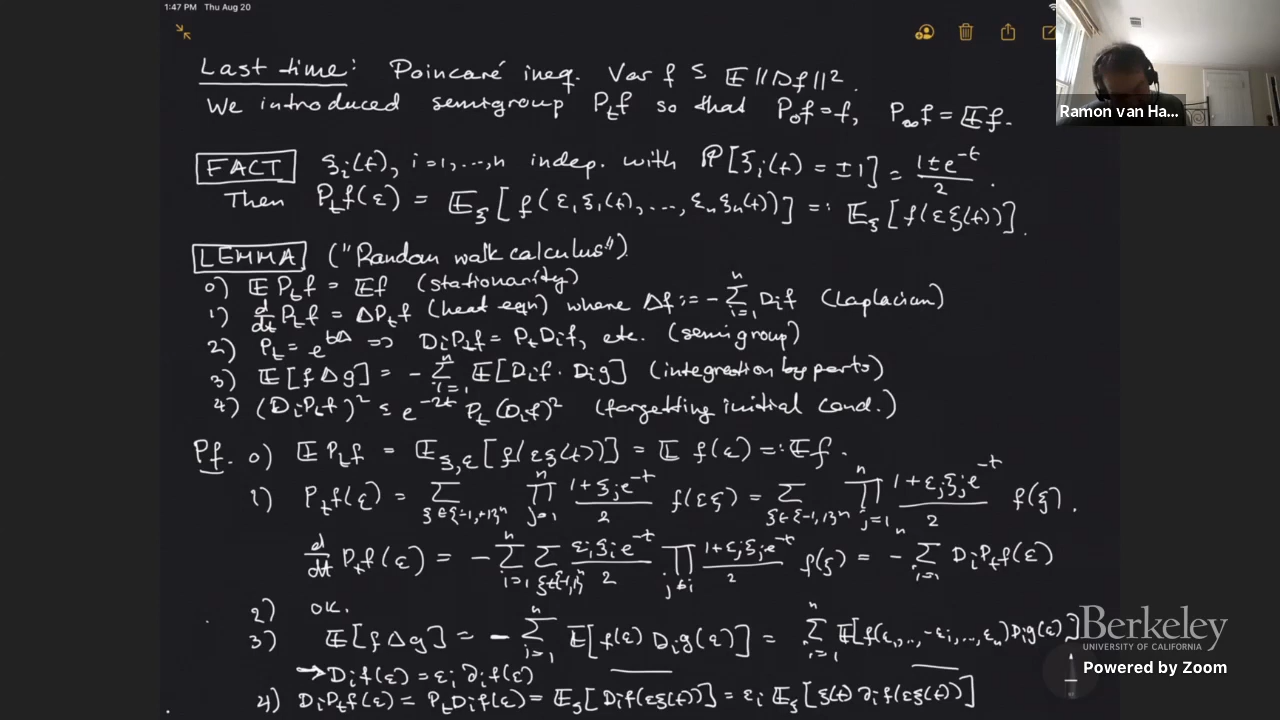 1:47 PM Thu Aug 20
Last time: Poincaré ineq. Var f ≤ 𝔼‖Df‖².
We introduced semigroup P_t f so that P_0 f = f, P_∞ f = 𝔼f.
Ramon van Ha...
FACT ξ_i(t), i=1,...,n indep. with ℙ[ξ_i(t) = ±1] = (1±e^{-t})/2.
Then P_t f(ε) = 𝔼_ξ[f(ε_1ξ_1(t),...,ε_nξ_n(t))] =: 𝔼_ξ[f(εξ(t))].
LEMMA ("Random walk calculus")
0) 𝔼 P_t f = 𝔼f (stationarity)
1) d/dt P_t f = ΔP_t f (heat eqn) where Δf := - Σ_{i=1}^n D_i f (Laplacian)
2) P_t = e^{tΔ} ⇒ D_i P_t f = P_t D_i f, etc. (semigroup)
3) 𝔼[f Δg] = - Σ_{i=1}^n 𝔼[D_i f · D_i g] (integration by parts)
4) (D_i P_t f)² ≤ e^{-2t} P_t (D_i f)² (forgetting initial cond.)
Pf. 0) 𝔼 P_t f = 𝔼_{ξ,ε}[f(εξ(t))] = 𝔼 f(ε) =: 𝔼f.
1) P_t f(ε) = Σ_{ξ∈{-1,+1}^n} Π_{j=1}^n (1+ξ_j e^{-t})/2 f(εξ) = Σ_{ξ∈{-1,1}^n} Π_{j=1}^n (1+ε_jξ_j e^{-t})/2 f(ξ).
d/dt P_t f(ε) = - Σ_{i=1}^n Σ_{ξ∈{-1,1}^n} (ε_iξ_i e^{-t})/2 Π_{j≠i} (1+ε_jξ_j e^{-t})/2 f(ξ) = - Σ_{i=1}^n D_i P_t f(ε)
2) OK.
3) 𝔼[f Δg] = - Σ_{i=1}^n 𝔼[f(ε) D_i g(ε)] = Σ_{i=1}^n 𝔼[f(ε_1,..,-ε_i,...,ε_n) D_i g(ε)]
→ D_i f(ε) = ε_i ∂_i f(ε)
4) D_i P_t f(ε) = P_t D_i f(ε) = 𝔼_ξ[D_i f(εξ(t))] = ε_i 𝔼_ξ[ξ(t) ∂_i f(εξ(t))]
Berkeley
UNIVERSITY OF CALIFORNIA
Powered by Zoom